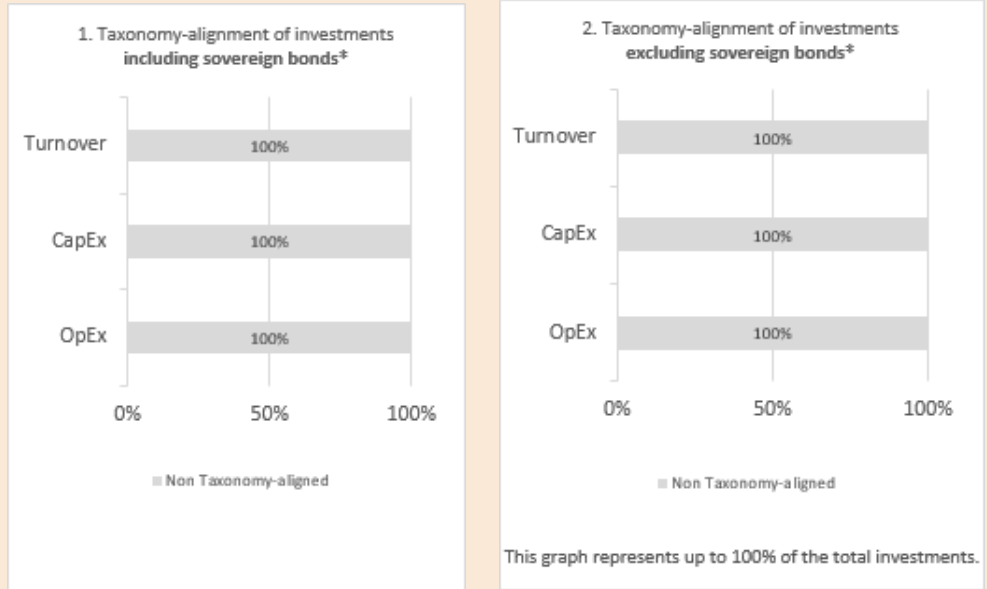 1. Taxonomy-alignment of investments
including sovereign bonds*
Turnover
100%
CapEx
100%
OpEx
100%
0%
50%
100%
Non Taxonomy-aligned
2. Taxonomy-alignment of investments
excluding sovereign bonds*
Turnover
100%
CapEx
100%
OpEx
100%
0%
50%
100%
Non Taxonomy-aligned
This graph represents up to 100% of the total investments.